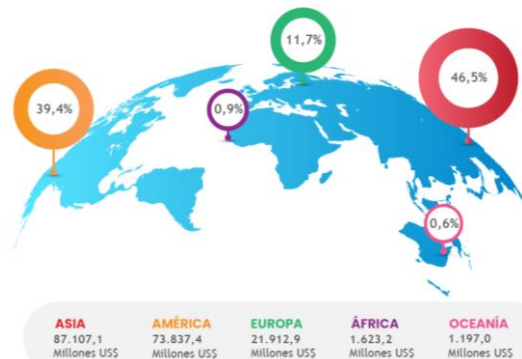 11,7%
39,4%
0,9%
46,5%
0,6%
ASIA
87.107,1
Millones US$
AMÉRICA
73.837,4
Millones US$
EUROPA
21.912,9
Millones US$
ÁFRICA
1.623,2
Millones US$
OCEANÍA
1.197,0
Millones US$